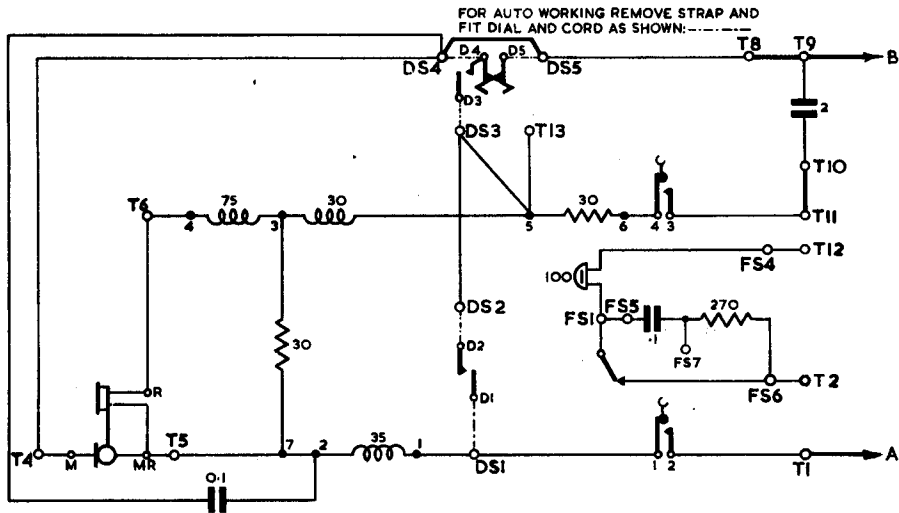 FOR AUTO WORKING REMOVE STRAP AND
FIT DIAL AND CORD AS SHOWN:
DS4
D4
D5
DS5
T8
T9
B
D3
2
DS3
T13
T10
T6
4
75
3
30
5
30
6
4
3
T11
T12
FS4
100
DS2
FS1
FS5
.1
270
FS7
30
D2
D1
FS6
T2
R
T4
M
MR
T5
7
2
35
1
DS1
1
2
T1
A
0.1